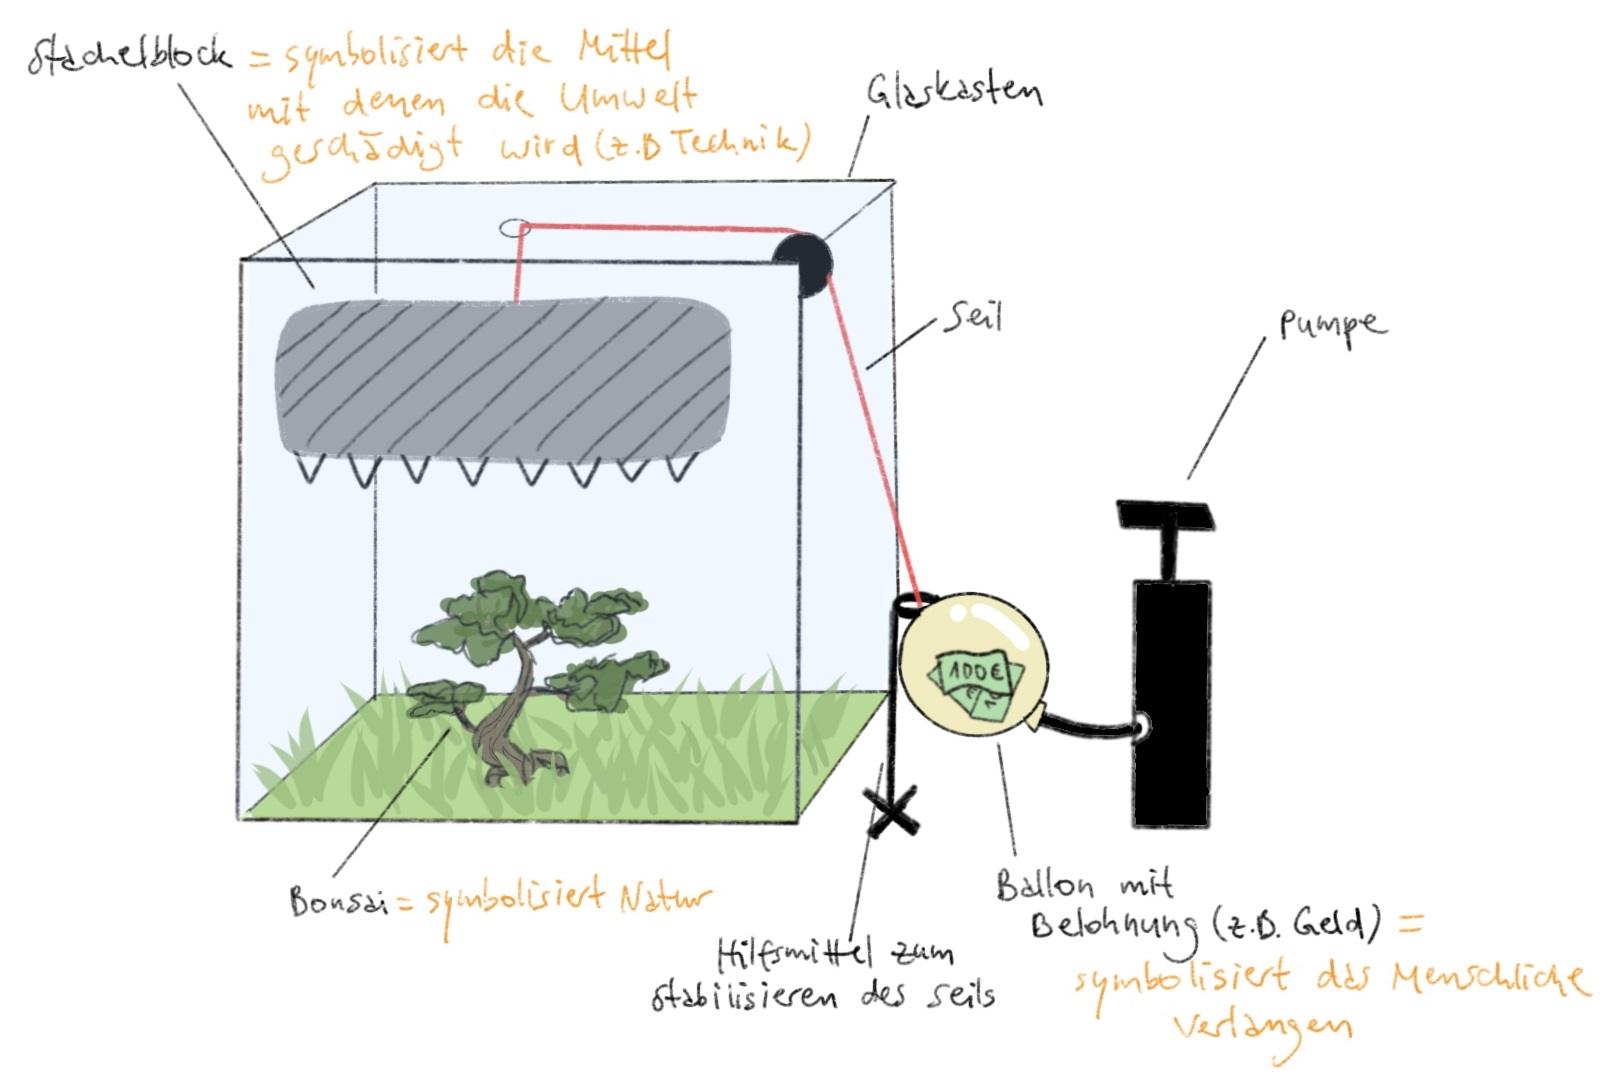 Stachelblock = symbolisiert die Mittel
mit denen die Umwelt
geschädigt wird (z.B Technik)
Glaskasten
Seil
Pumpe
100€
Bonsai = symbolisiert Natur
Hilfsmittel zum
stabilisieren des Seils
Ballon mit
Belohnung (z.B. Geld) =
symbolisiert das Menschliche
Verlangen